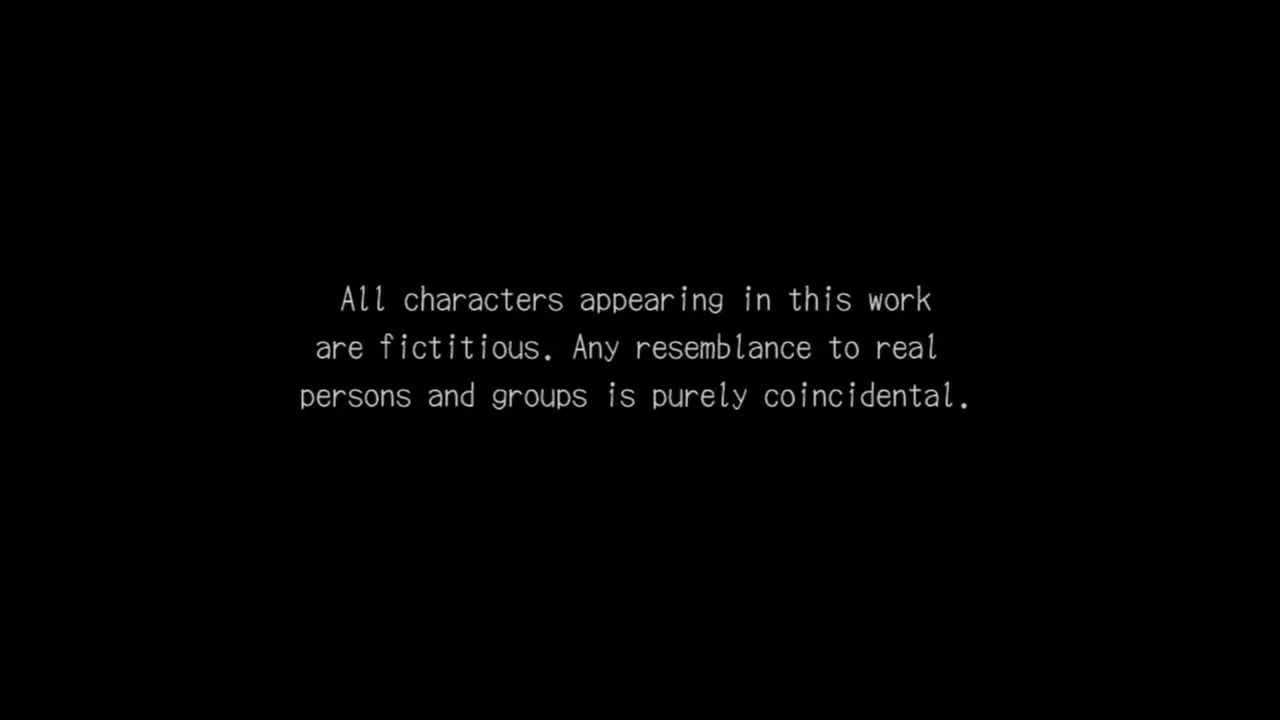 All characters appearing in this work
are fictitious. Any resemblance to real
persons and groups is purely coincidental.